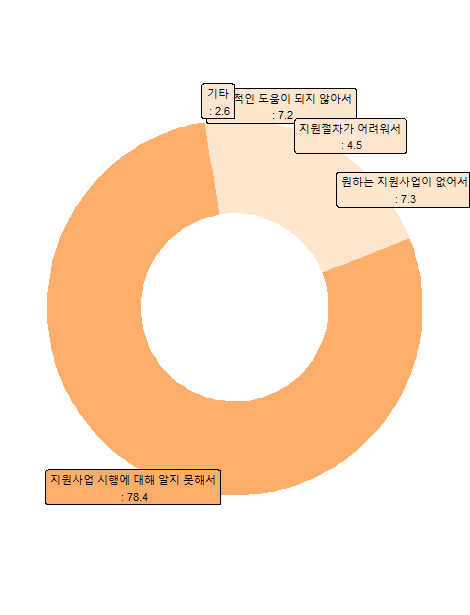 기타
: 2.6
적인 도움이 되지 않아서
: 7.2
지원절차가 어려워서
: 4.5
원하는 지원사업이 없어서
: 7.3
지원사업 시행에 대해 알지 못해서
: 78.4